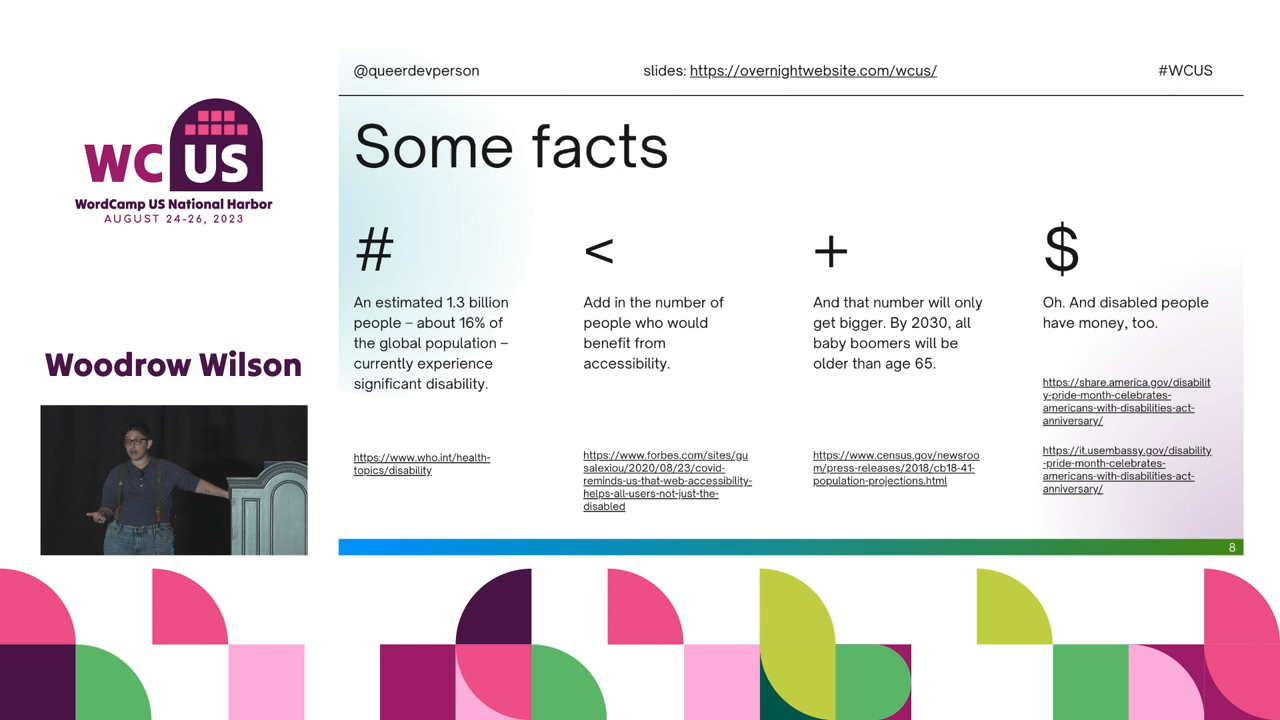 @queerdevperson
slides: https://overnightwebsite.com/wcus/
#WCUS
WC US
WordCamp US National Harbor
AUGUST 24-26, 2023
Woodrow Wilson
Some facts
#
An estimated 1.3 billion
people – about 16% of
the global population –
currently experience
significant disability.
https://www.who.int/health-
topics/disability
<
Add in the number of
people who would
benefit from
accessibility.
https://www.forbes.com/sites/gu
salexiou/2020/08/23/covid-
reminds-us-that-web-accessibility-
helps-all-users-not-just-the-
disabled
+
And that number will only
get bigger. By 2030, all
baby boomers will be
older than age 65.
https://www.census.gov/newsroo
m/press-releases/2018/cb18-41-
population-projections.html
$
Oh. And disabled people
have money, too.
https://share.america.gov/disabilit
y-pride-month-celebrates-
americans-with-disabilities-act-
anniversary/
https://it.usembassy.gov/disability
-pride-month-celebrates-
americans-with-disabilities-act-
anniversary/
8